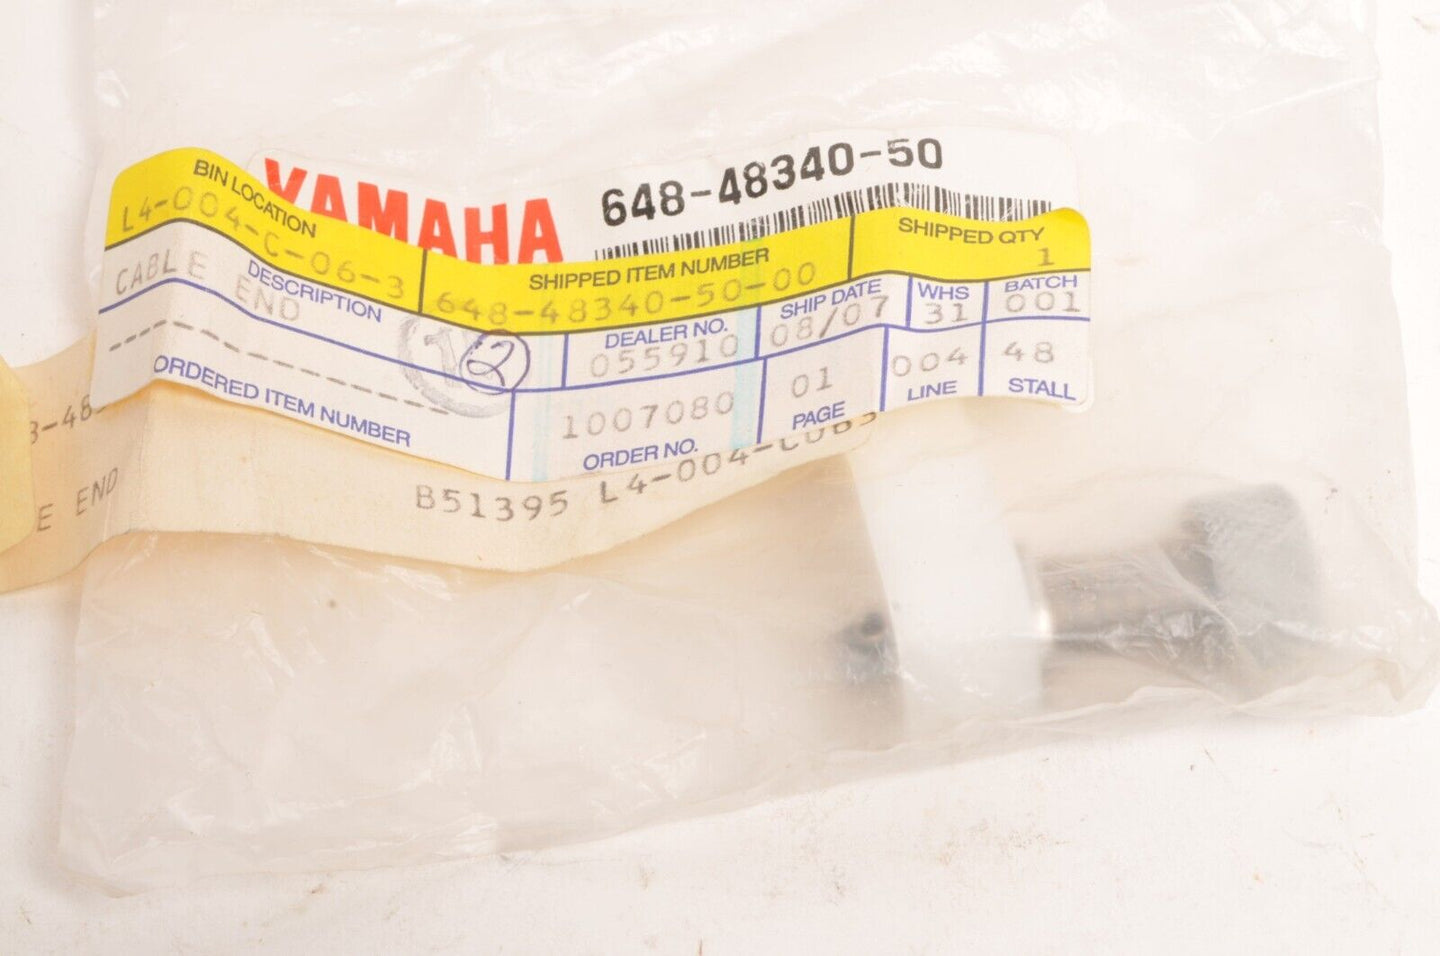 YAMAHA 648-48340-50
BIN LOCATION
L4-004-C-06-3
SHIPPED ITEM NUMBER
648-48340-50-00
SHIPPED QTY
1
DESCRIPTION
CABLE END
DEALER NO.
055910
SHIP DATE
08/07
WHS
31
BATCH
001
2
ORDERED ITEM NUMBER
1007080
ORDER NO.
01
PAGE
004
LINE
48
STALL
E END
B51395 L4-004-C063